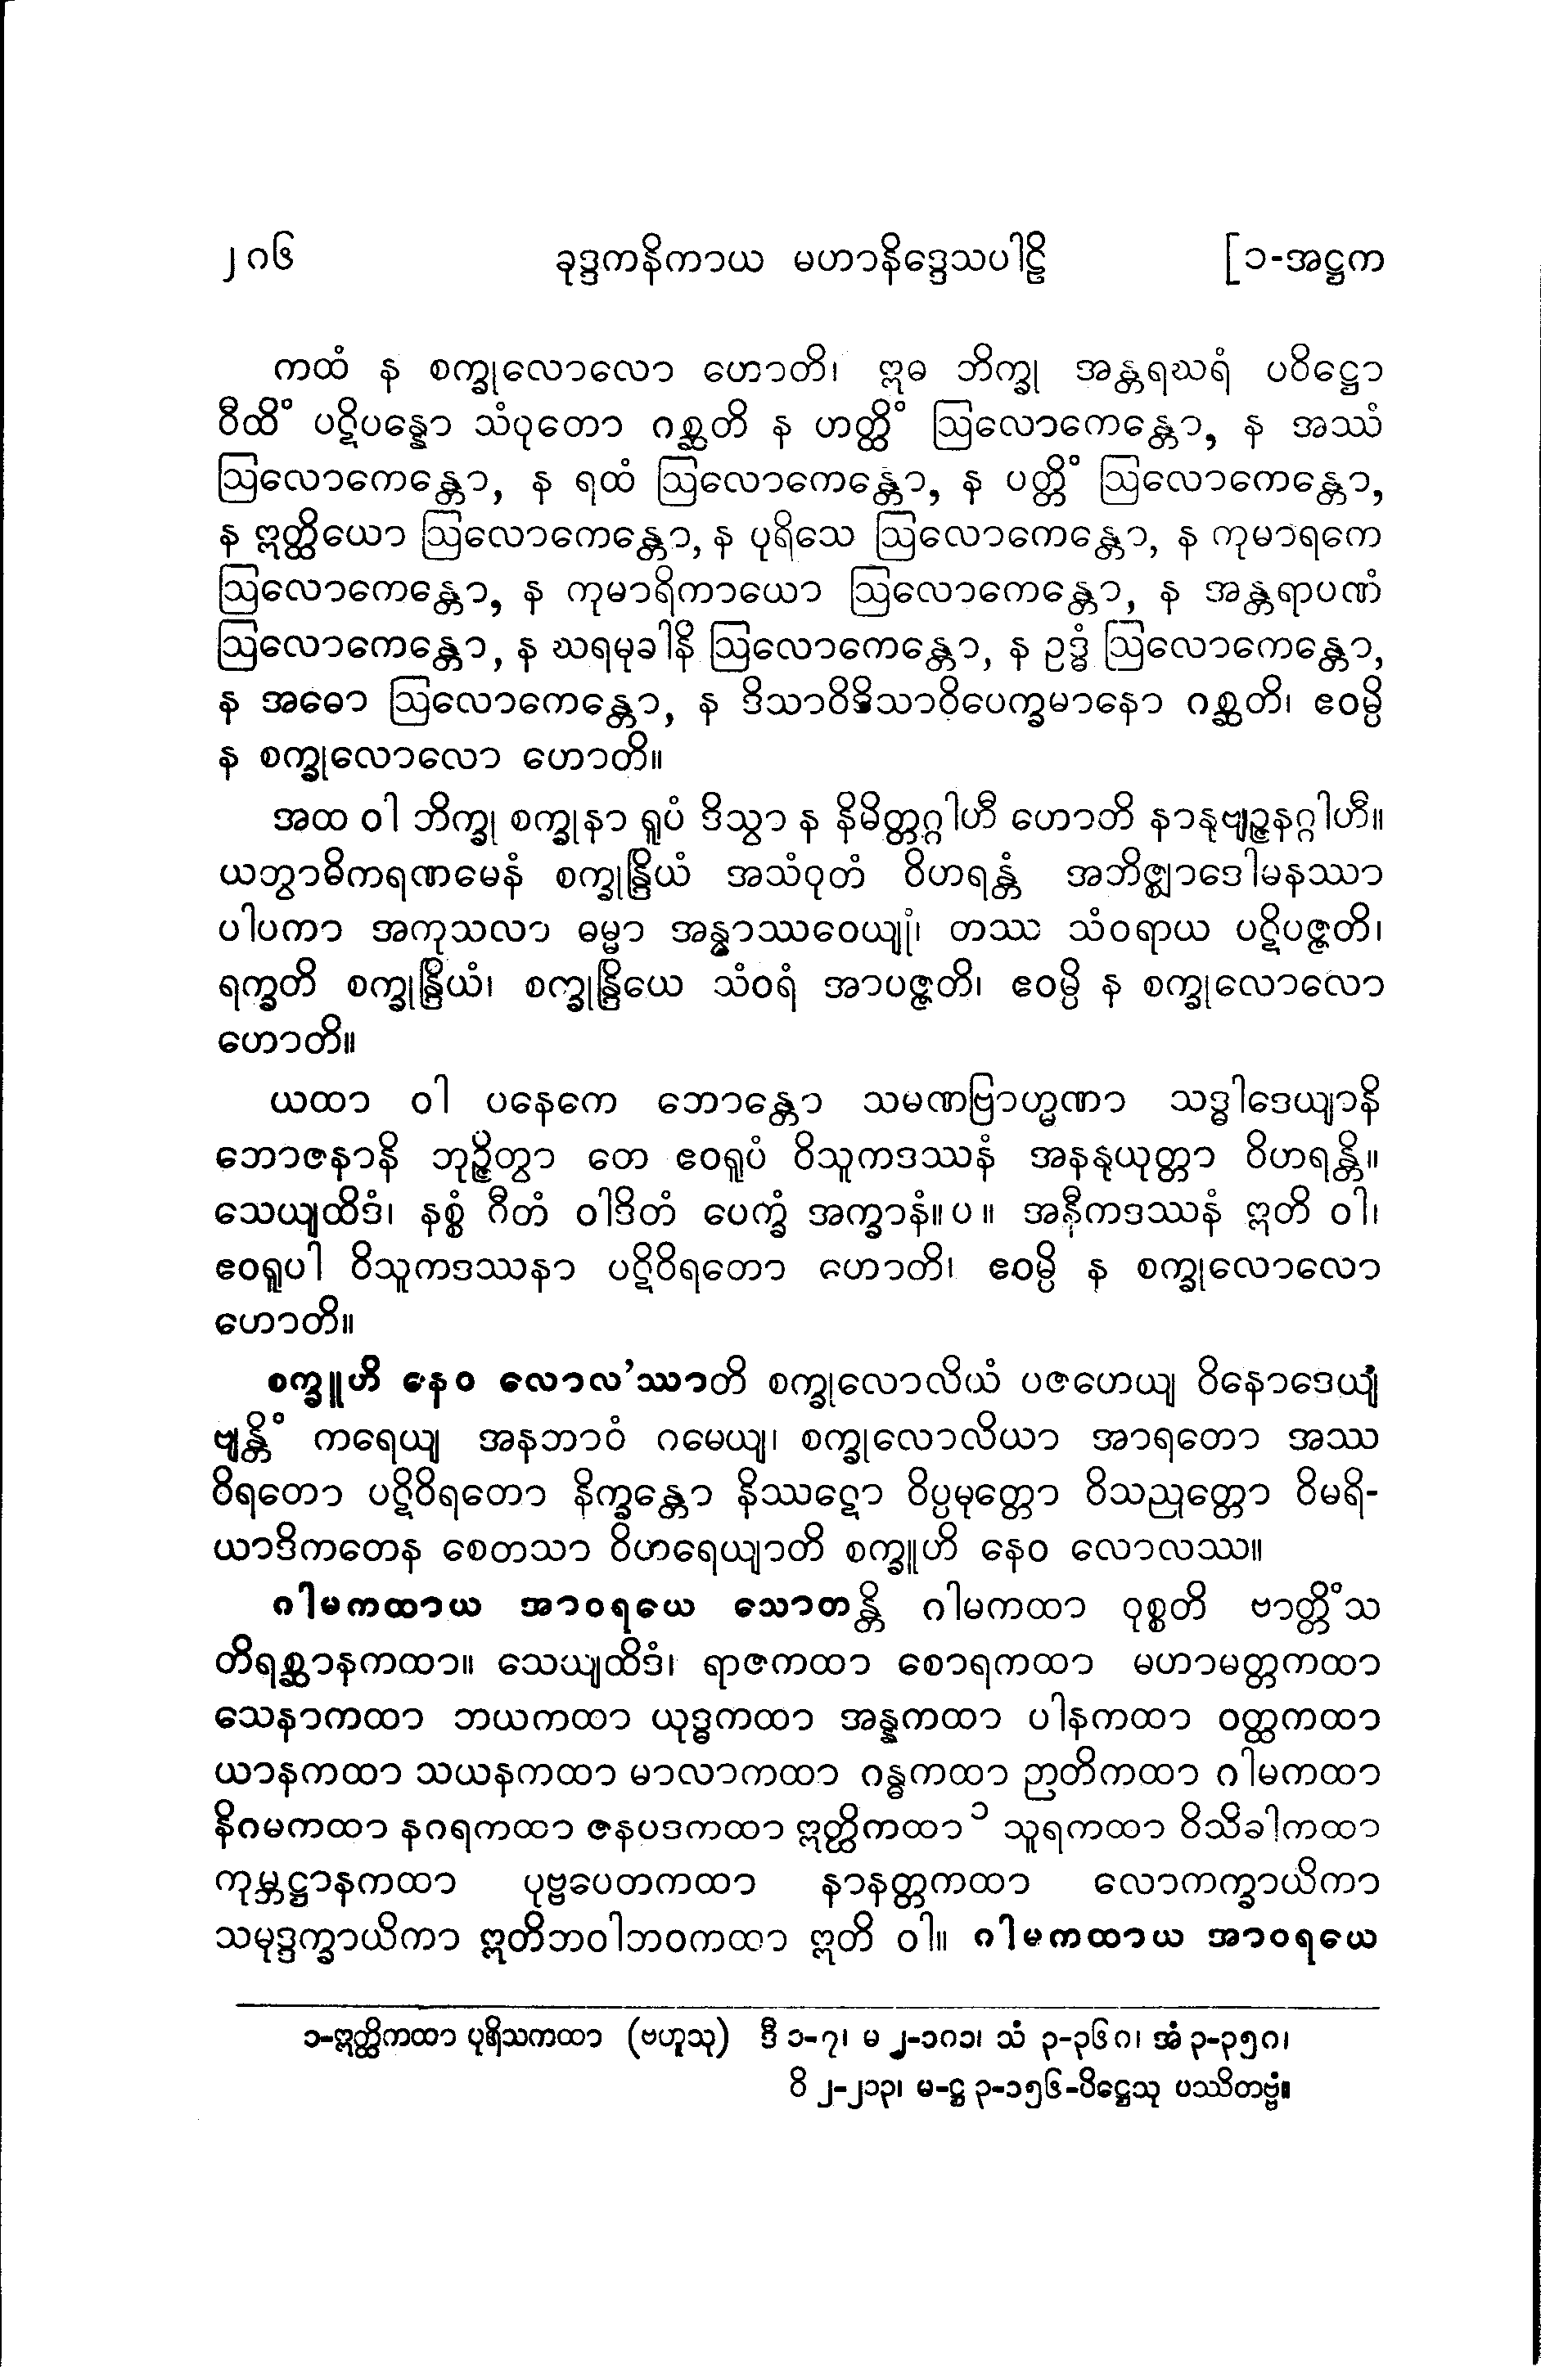 ၂၈၆ ခုဒ္ဒကနိကာယ မဟာနိဒ္ဒေသပါဠိ [၁-အဋ္ဌက
ကထံ န စက္ခုလောလော ဟောတိ၊ ဣဓ ဘိက္ခု အန္တရဃရံ ပဝိဋ္ဌော
ဝီထိံ ပဋိပန္နော သံဝုတော ဂစ္ဆတိ န ဟတ္ထိံ ဩလောကေန္တော, န အဿံ
ဩလောကေန္တော, န ရထံ ဩလောကေန္တော, န ပတ္တိံ ဩလောကေန္တော,
န ဣတ္ထိယော ဩလောကေန္တော, န ပုရိသေ ဩလောကေန္တော, န ကုမာရကေ
ဩလောကေန္တော, န ကုမာရိကာယော ဩလောကေန္တော, န အန္တရာပဏံ
ဩလောကေန္တော, န ဃရမုခါနိ ဩလောကေန္တော, န ဥဒ္ဓံ ဩလောကေန္တော,
န အဓော ဩလောကေန္တော, န ဒိသာဝိဒိသာဝိပေက္ခမာနော ဂစ္ဆတိ၊ ဧဝမ္ပိ
န စက္ခုလောလော ဟောတိ။
အထ ဝါ ဘိက္ခု စက္ခုနာ ရူပံ ဒိသွာ န နိမိတ္တဂ္ဂါဟီ ဟောတိ နာနုဗျဉ္ဇနဂ္ဂါဟီ။
ယတွာဓိကရဏမေနံ စက္ခုန္ဒြိယံ အသံဝုတံ ဝိဟရန္တံ အဘိဇ္ဈာဒေါမနဿာ
ပါပကာ အကုသလာ ဓမ္မာ အန္ဝာဿဝေယျုံ၊ တဿ သံဝရာယ ပဋိပဇ္ဇတိ၊
ရက္ခတိ စက္ခုန္ဒြိယံ၊ စက္ခုန္ဒြိယေ သံဝရံ အာပဇ္ဇတိ၊ ဧဝမ္ပိ န စက္ခုလောလော
ဟောတိ။
ယထာ ဝါ ပနေကေ ဘောန္တော သမဏဗြာဟ္မဏာ သဒ္ဓါဒေယျာနိ
ဘောဇနာနိ ဘုဉ္ဇိတွာ တေ ဧဝရူပံ ဝိသူကဒဿနံ အနနုယုတ္တာ ဝိဟရန္တိ။
သေယျထိဒံ၊ နစ္စံ ဂီတံ ဝါဒိတံ ပေက္ခံ အက္ခာနံ။ ပ ။ အနီကဒဿနံ ဣတိ ဝါ၊
ဧဝရူပါ ဝိသူကဒဿနာ ပဋိဝိရတော ဟောတိ၊ ဧဝမ္ပိ န စက္ခုလောလော
ဟောတိ။
စက္ခူဟိ နေဝ လောလ'ဿာတိ စက္ခုလောလိယံ ပဇဟေယျ ဝိနောဒေယျ
ဗျန္တိံ ကရေယျ အနဘာဝံ ဂမေယျ၊ စက္ခုလောလိယာ အာရတော အဿ
ဝိရတော ပဋိဝိရတော နိက္ခန္တော နိဿဋော ဝိပ္ပမုတ္တော ဝိသညုတ္တော ဝိမရိ-
ယာဒိကတေန စေတသာ ဝိဟရေယျာတိ စက္ခူဟိ နေဝ လောလဿ။
ဂါမကထာယ အာဝရယေ သောတန္တိ ဂါမကထာ ဝုစ္စတိ ဗာတ္တိံသ
တိရစ္ဆာနကထာ။ သေယျထိဒံ၊ ရာဇကထာ စောရကထာ မဟာမတ္တကထာ
သေနာကထာ ဘယကထာ ယုဒ္ဓကထာ အန္နကထာ ပါနကထာ ဝတ္ထကထာ
ယာနကထာ သယနကထာ မာလာကထာ ဂန္ဓကထာ ဉာတိကထာ ဂါမကထာ
နိဂမကထာ နဂရကထာ ဇနပဒကထာ ဣတ္ထိကထာ ၁ သူရကထာ ဝိသိခါကထာ
ကုမ္ဘဋ္ဌာနကထာ ပုဗ္ဗပေတကထာ နာနတ္တကထာ လောကက္ခာယိကာ
သမုဒ္ဒက္ခာယိကာ ဣတိဘဝါဘဝကထာ ဣတိ ဝါ။ ဂါမကထာယ အာဝရယေ
၁-ဣတ္ထိကထာ ပုရိသကထာ (ဗဟူသု) ဒီ ၁-၇၊ မ ၂-၁၈၁၊ သံ ၃-၃၆၈၊ အံ ၃-၃၅၈၊
ဝိ ၂-၂၁၃၊ မ-ဋ္ဌ ၃-၁၅၆-ပိဋ္ဌေသု ပဿိတဗ္ဗံ။